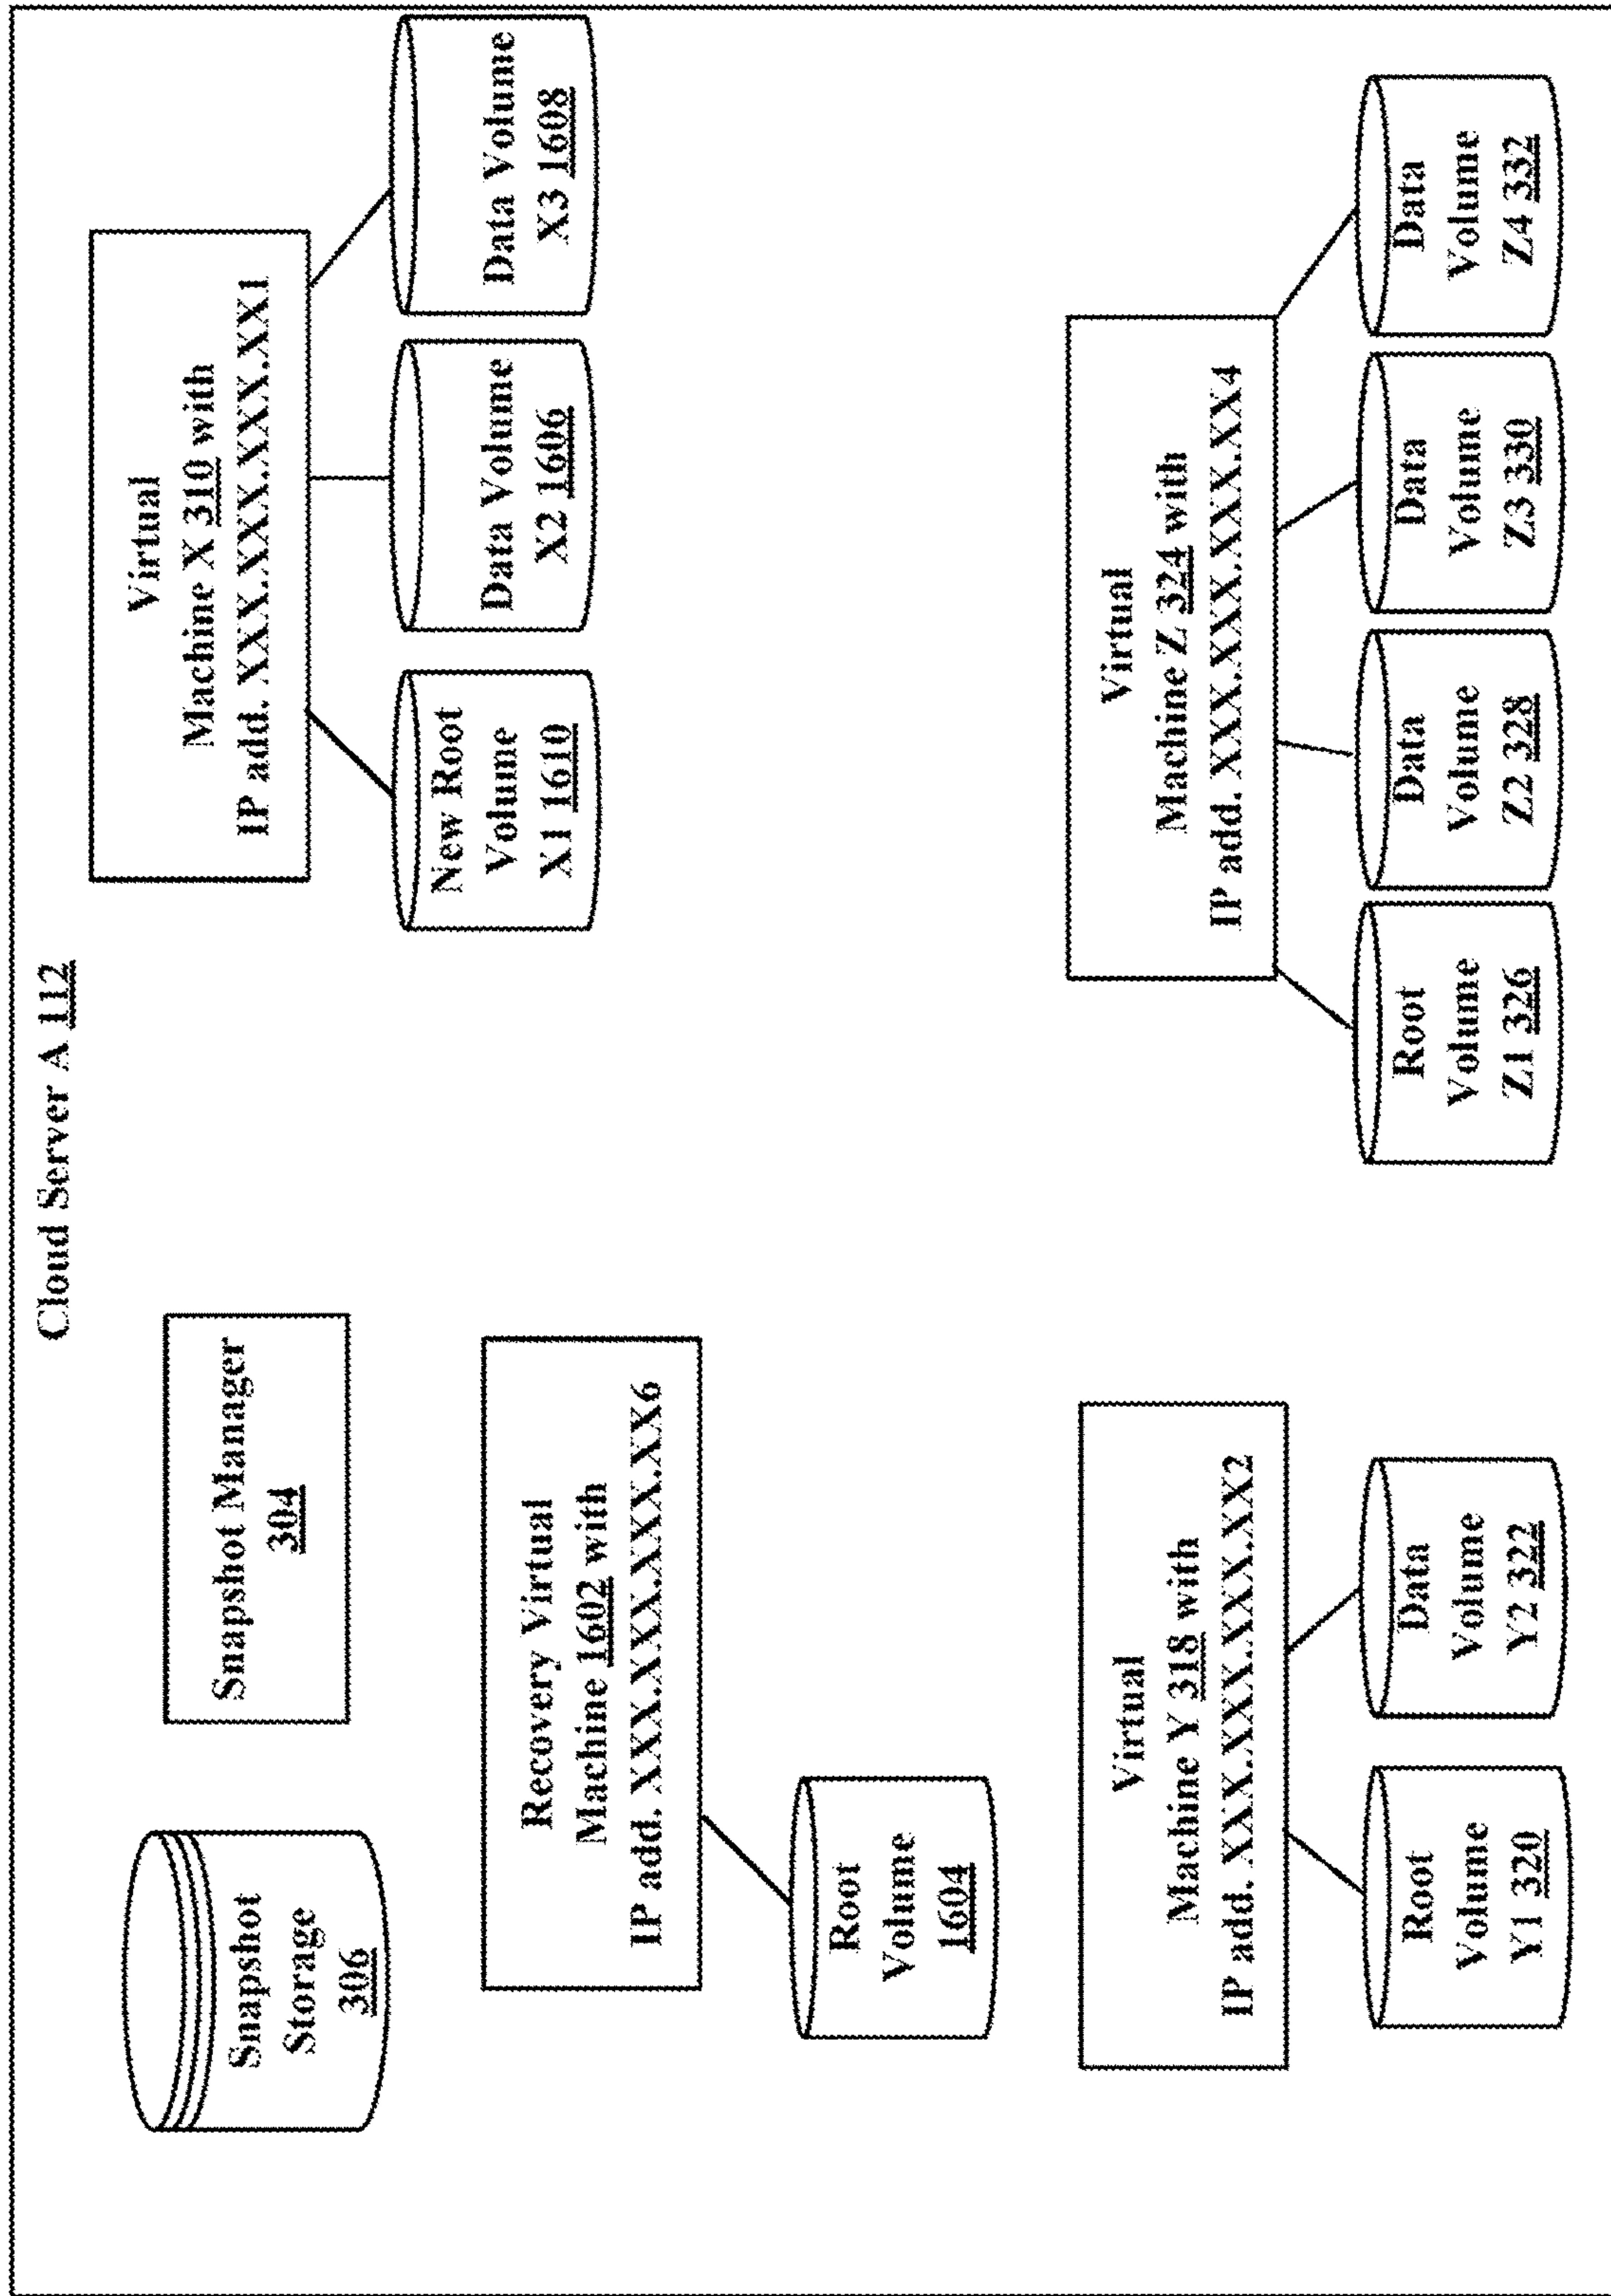 Cloud Server A 112
Snapshot
Storage
306
Snapshot Manager
304
Virtual
Machine X 310 with
IP add. XXX.XXX.XXX.XX1
New Root
Volume
X1 1610
Data Volume
X2 1606
Data Volume
X3 1608
Recovery Virtual
Machine 1602 with
IP add. XXX.XXX.XXX.XX6
Root
Volume
1604
Virtual
Machine Y 318 with
IP add. XXX.XXX.XXX.XX2
Root
Volume
Y1 320
Data
Volume
Y2 322
Virtual
Machine Z 324 with
IP add. XXX.XXX.XXX.XX4
Root
Volume
Z1 326
Data
Volume
Z2 328
Data
Volume
Z3 330
Data
Volume
Z4 332